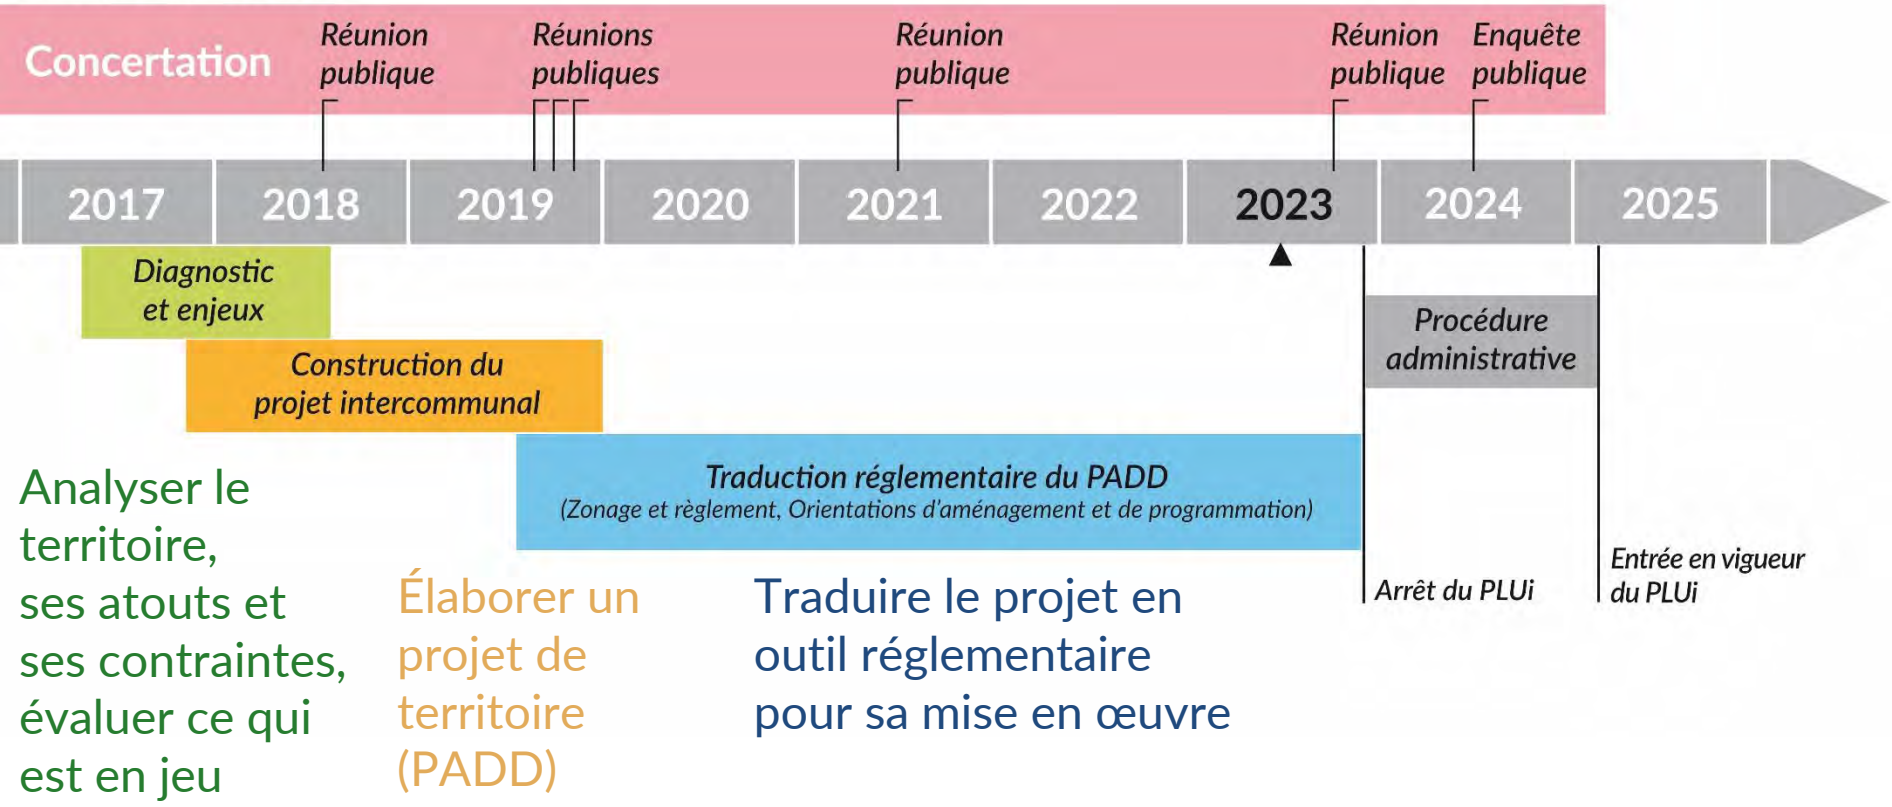 Concertation
Réunion
publique
Réunions
publiques
Réunion
publique
Réunion
publique
Enquête
publique
2017
2018
2019
2020
2021
2022
2023
2024
2025
Diagnostic
et enjeux
Construction du
projet intercommunal
Procédure
administrative
Traduction réglementaire du PADD
(Zonage et règlement, Orientations d'aménagement et de programmation)
Arrêt du PLUi
Entrée en vigueur
du PLUi
Analyser le
territoire,
ses atouts et
ses contraintes,
évaluer ce qui
est en jeu
Élaborer un
projet de
territoire
(PADD)
Traduire le projet en
outil réglementaire
pour sa mise en œuvre